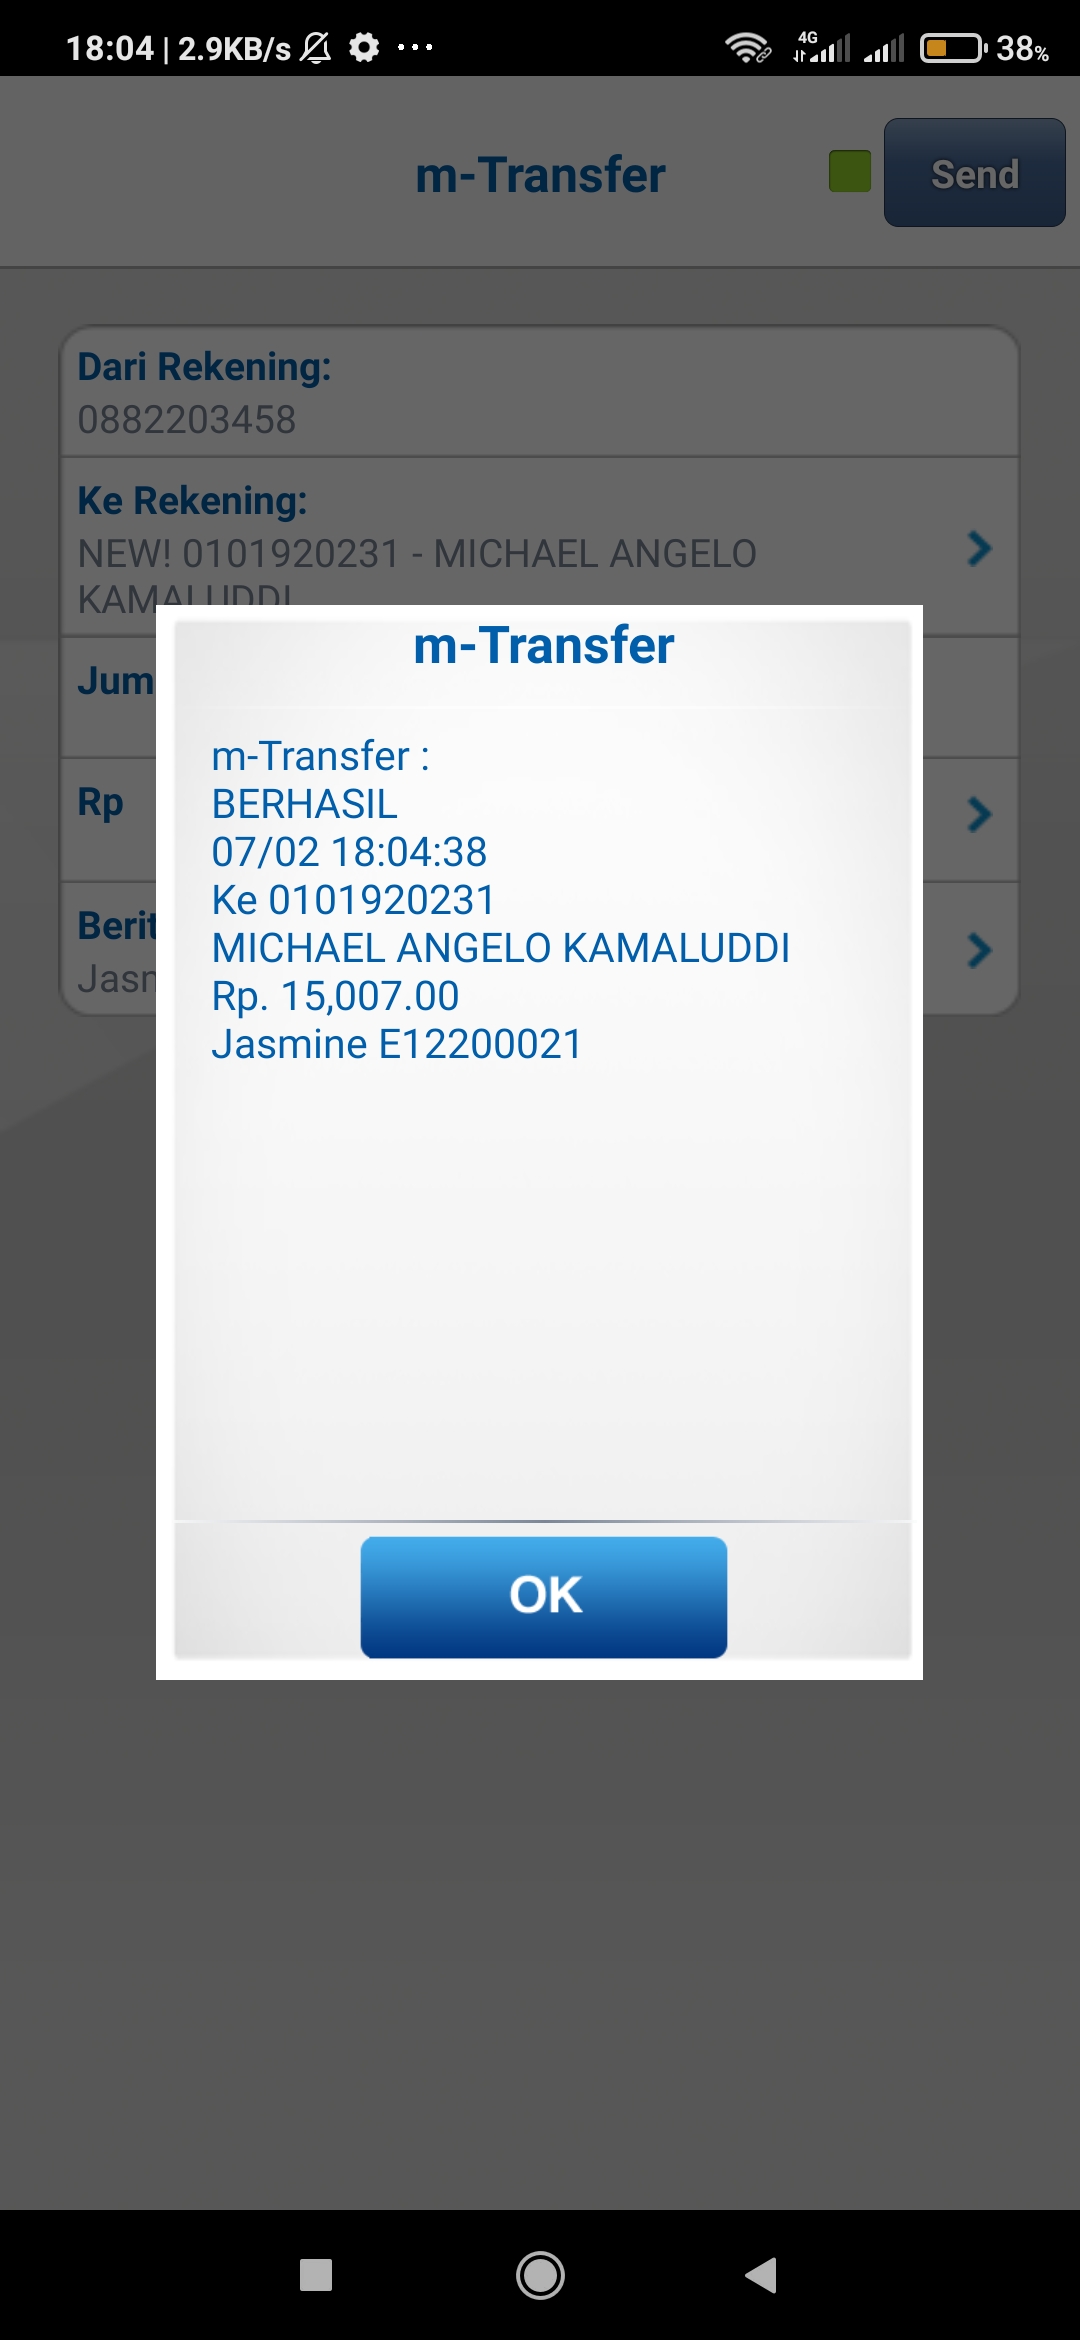 18:04 | 2.9KB/s
4G
38%
m-Transfer
Send
Dari Rekening:
0882203458
Ke Rekening:
NEW! 0101920231 - MICHAEL ANGELO
KAMALUDDI
Jum
Rp
Berit
Jasm
m-Transfer
m-Transfer :
BERHASIL
07/02 18:04:38
Ke 0101920231
MICHAEL ANGELO KAMALUDDI
Rp. 15,007.00
Jasmine E12200021
OK